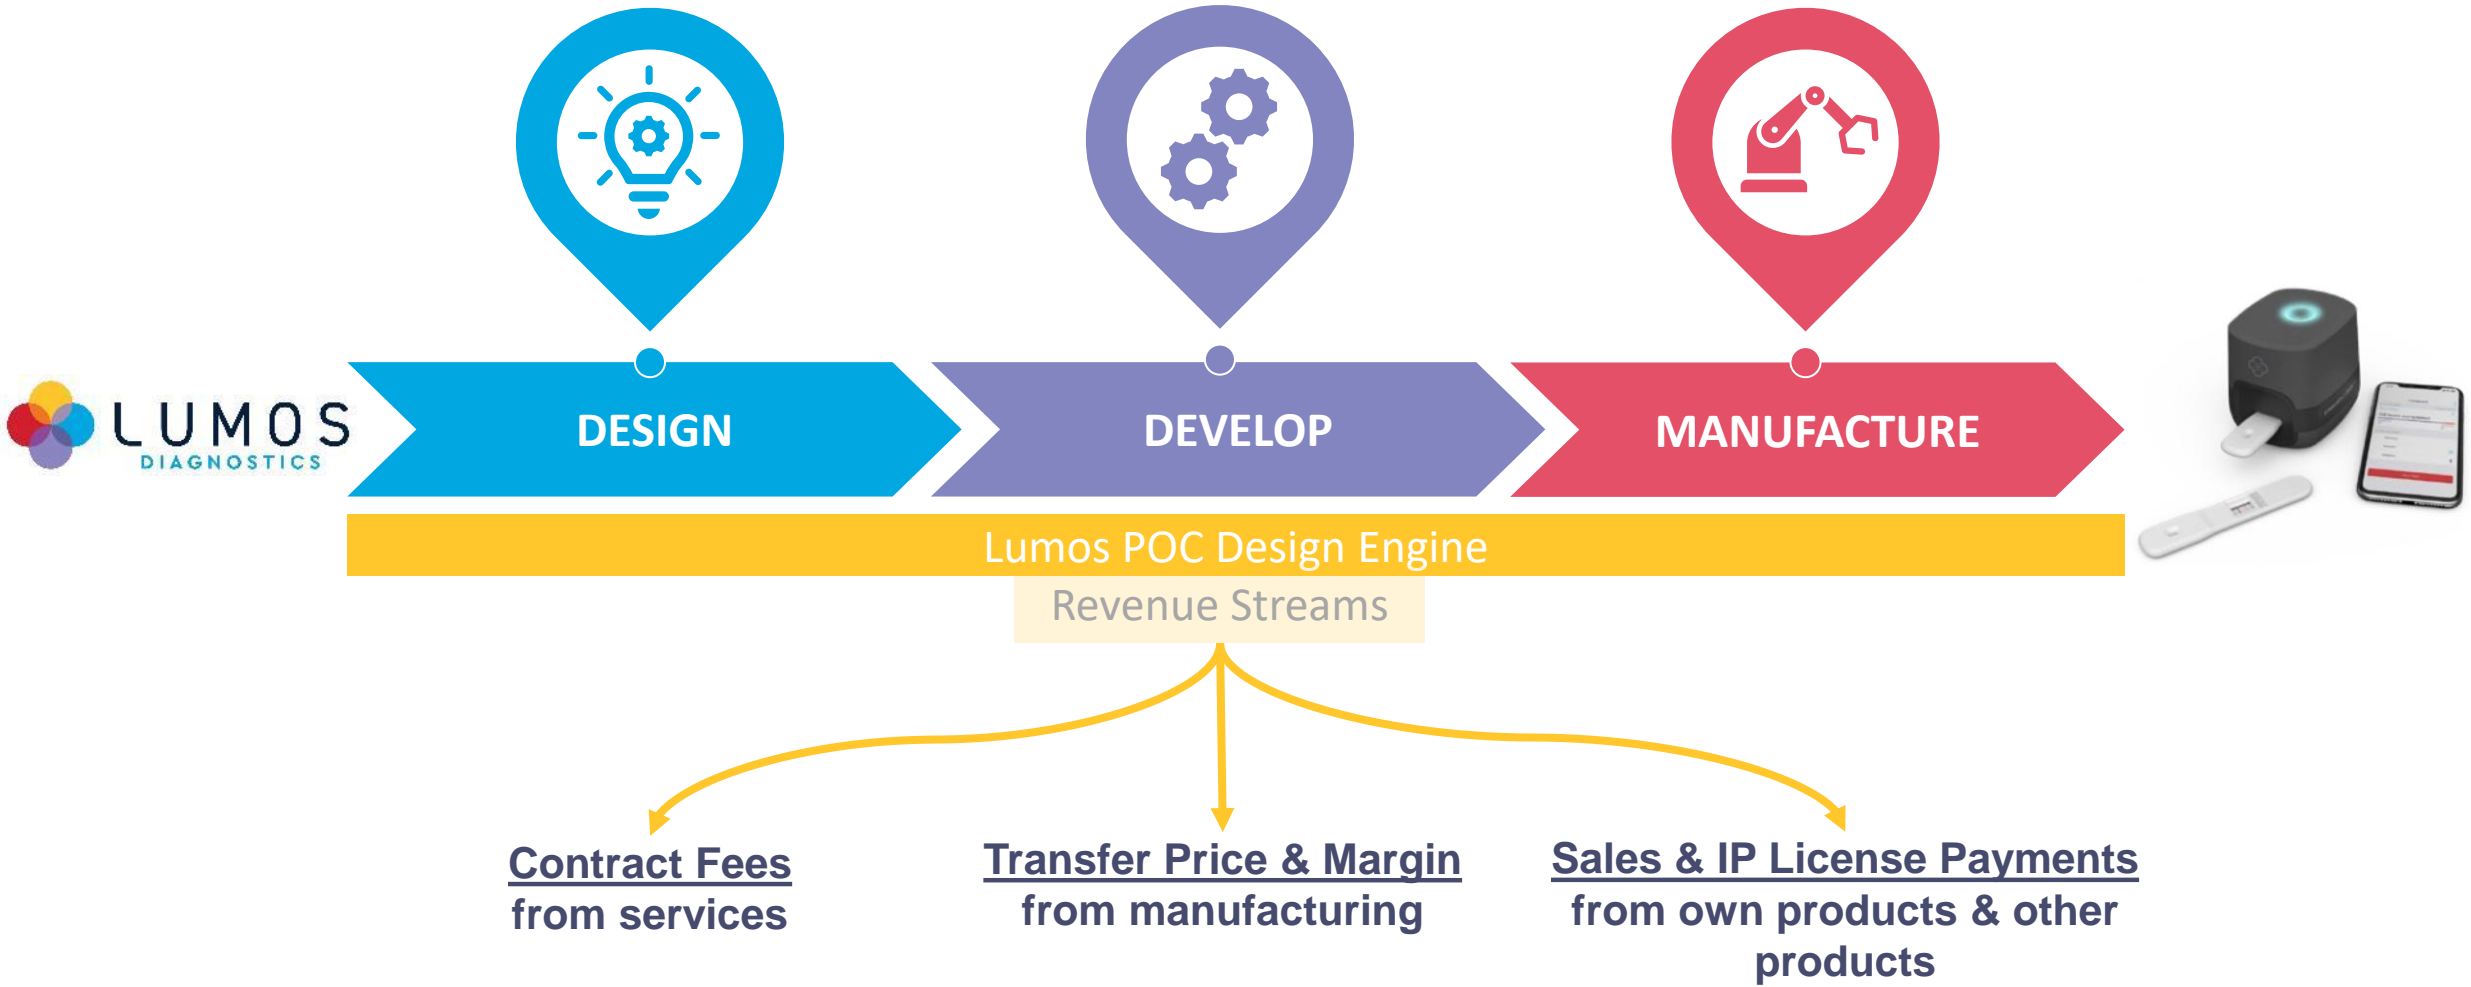 LUMOS
DIAGNOSTICS
DESIGN
DEVELOP
MANUFACTURE
Lumos POC Design Engine
Revenue Streams
Contract Fees
from services
Transfer Price & Margin
from manufacturing
Sales & IP License Payments
from own products & other
products